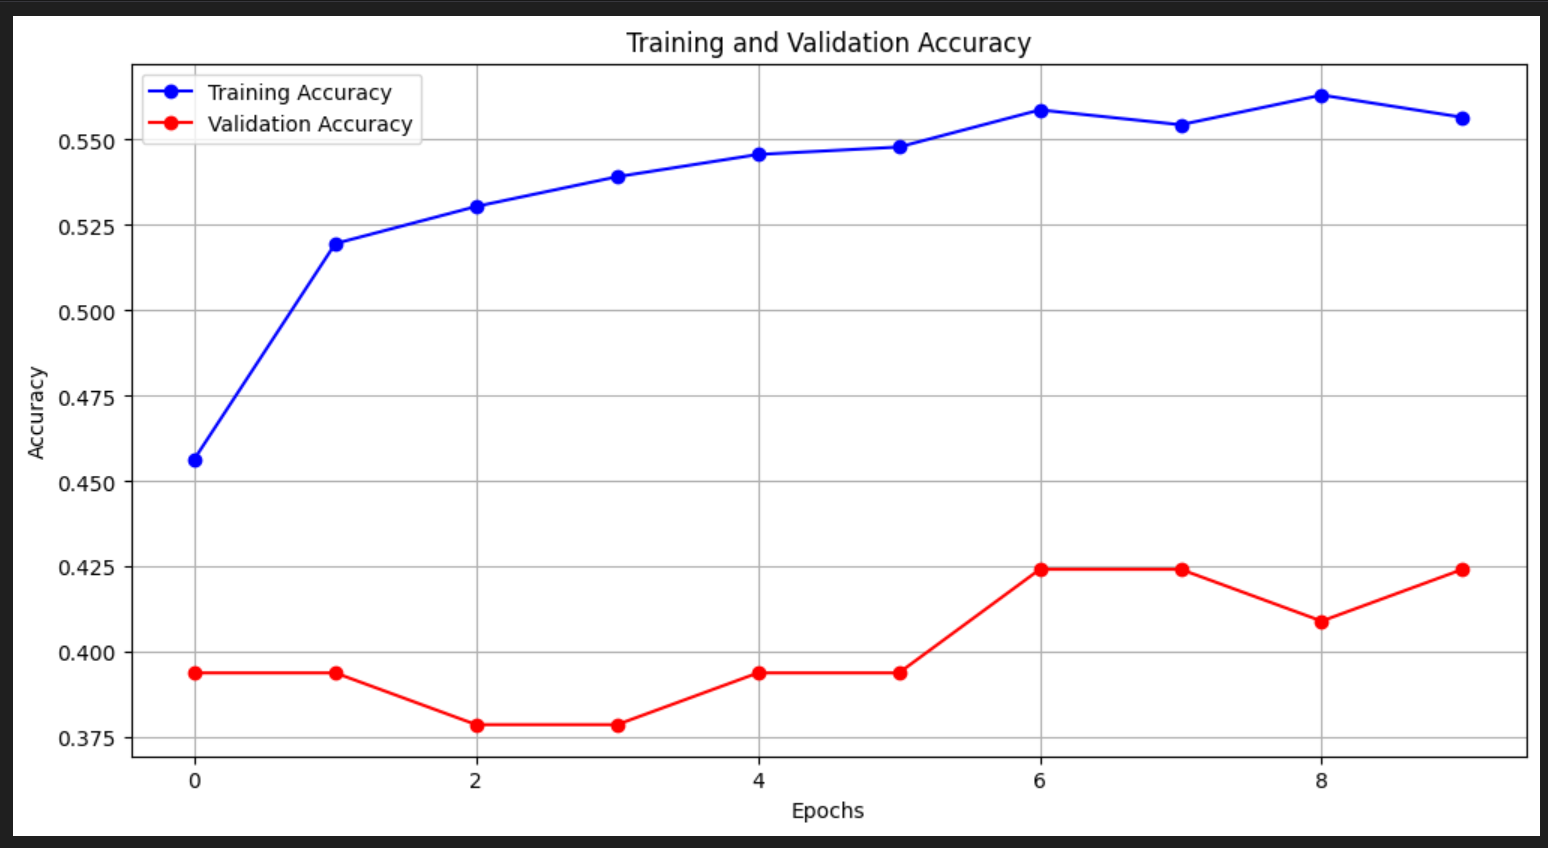 Training and Validation Accuracy
Training Accuracy
Validation Accuracy
0.550
0.525
0.500
0.475
0.450
0.425
0.400
0.375
Accuracy
0 2 4 6 8
Epochs